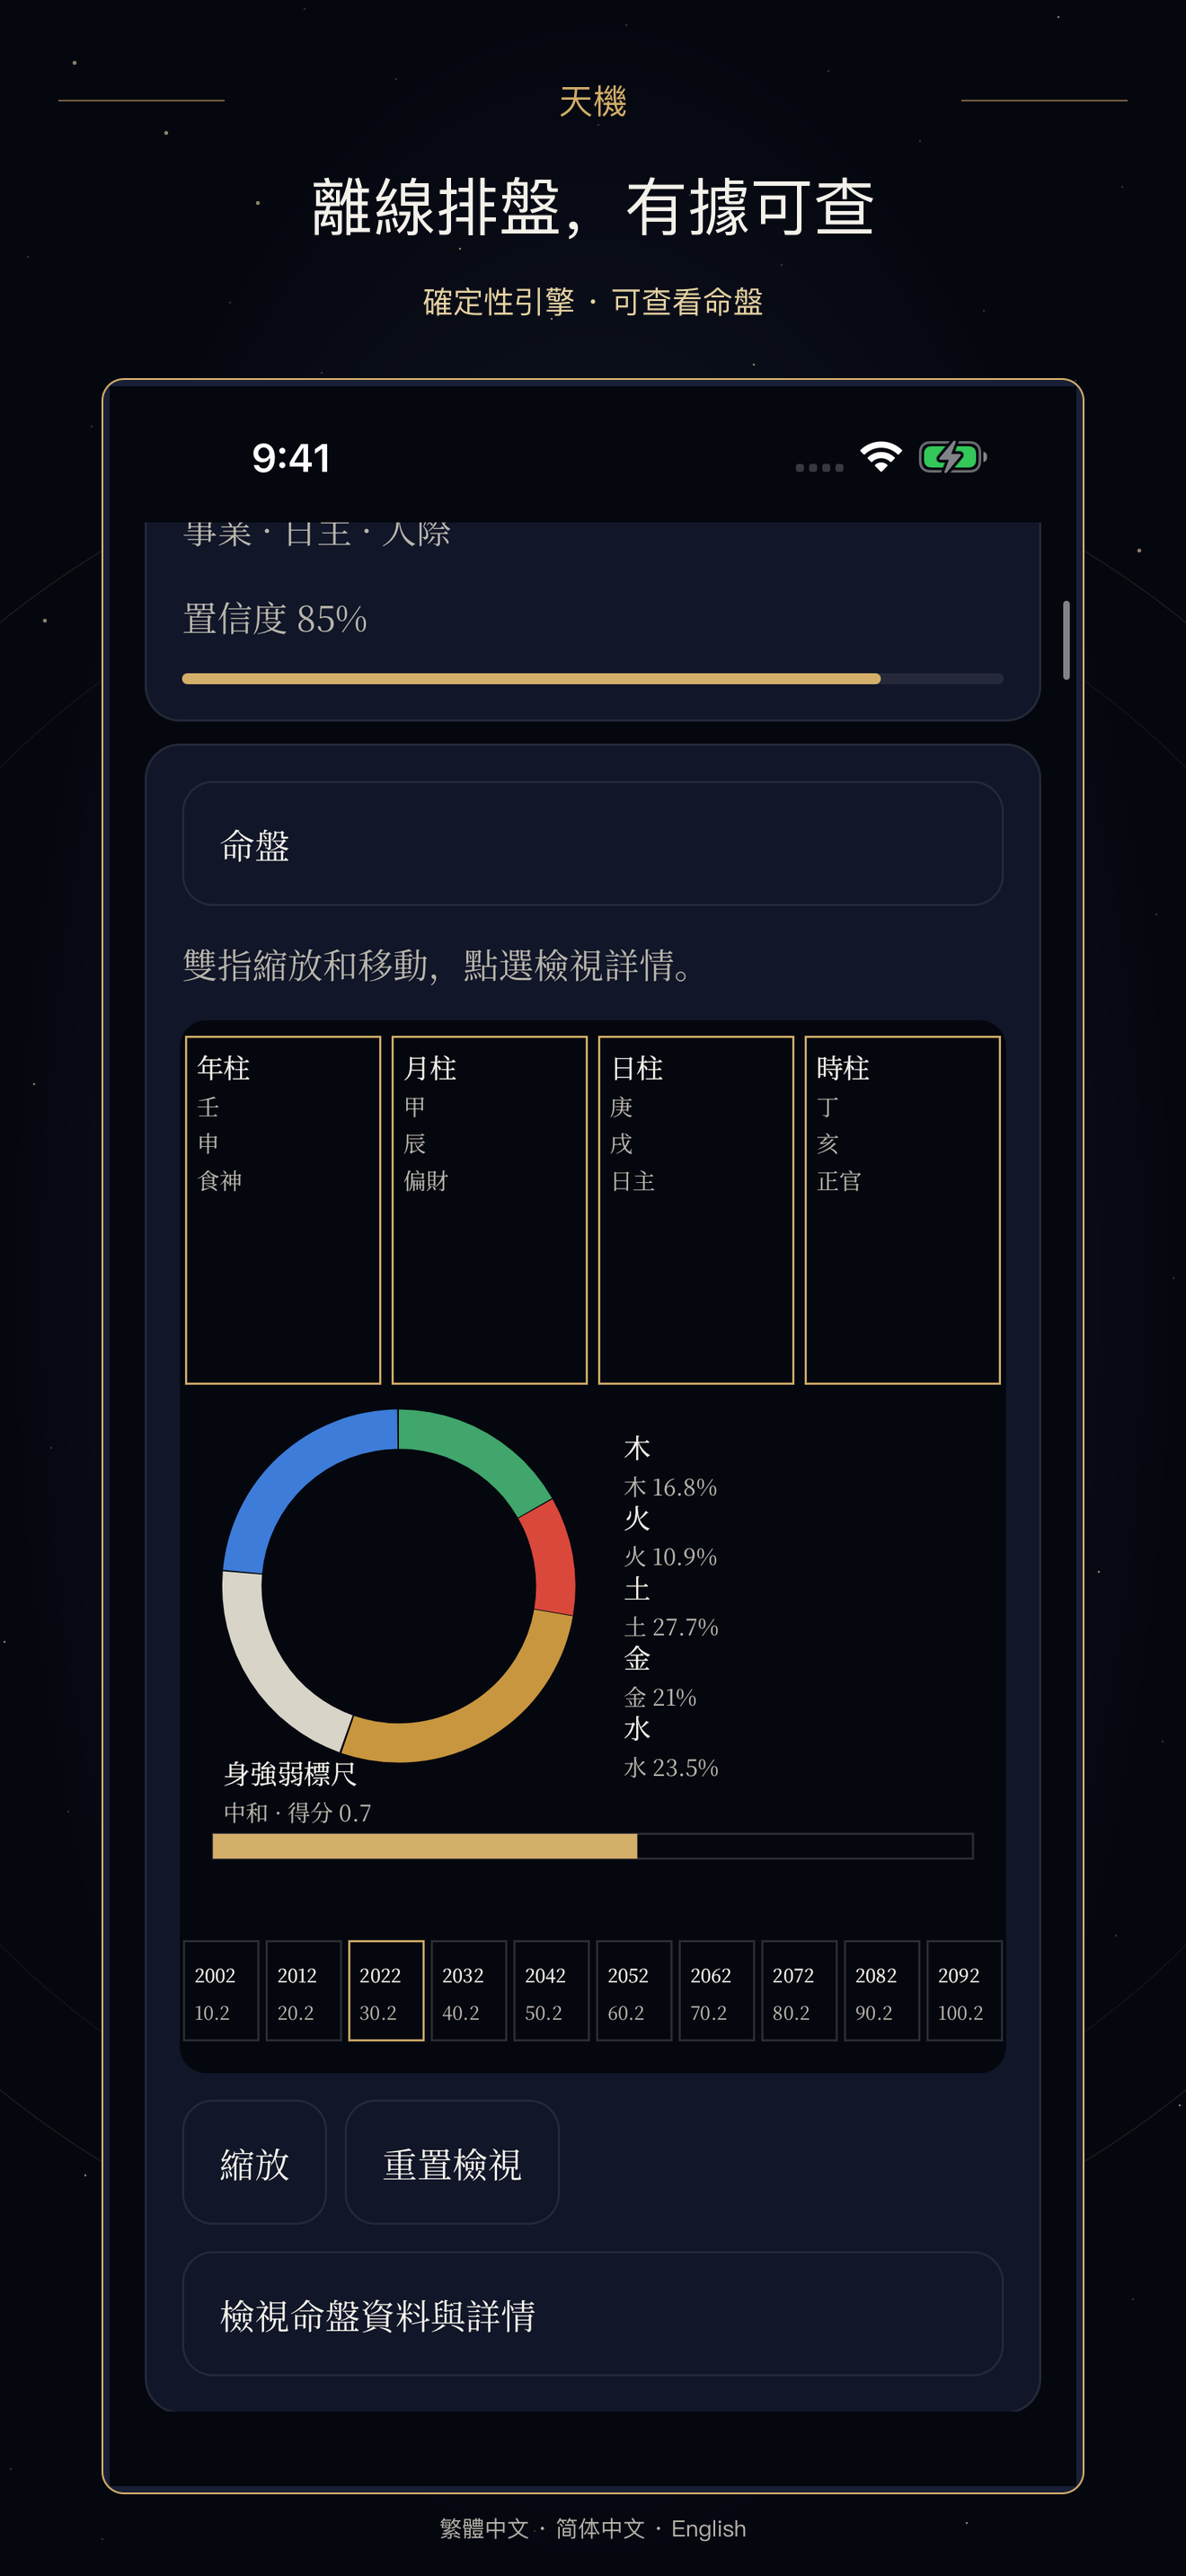 天機
離線排盤，有據可查
確定性引擎 · 可查看命盤
9:41
事業 · 日主 · 人際
置信度 85%
命盤
雙指縮放和移動，點選檢視詳情。
年柱 月柱 日柱 時柱
壬 甲 庚 丁
申 辰 戌 亥
食神 偏財 日主 正官
木
木 16.8%
火
火 10.9%
土
土 27.7%
金
金 21%
水
水 23.5%
身強弱標尺
中和 · 得分 0.7
2002 2012 2022 2032 2042 2052 2062 2072 2082 2092
10.2 20.2 30.2 40.2 50.2 60.2 70.2 80.2 90.2 100.2
縮放 重置檢視
檢視命盤資料與詳情
繁體中文 · 简体中文 · English